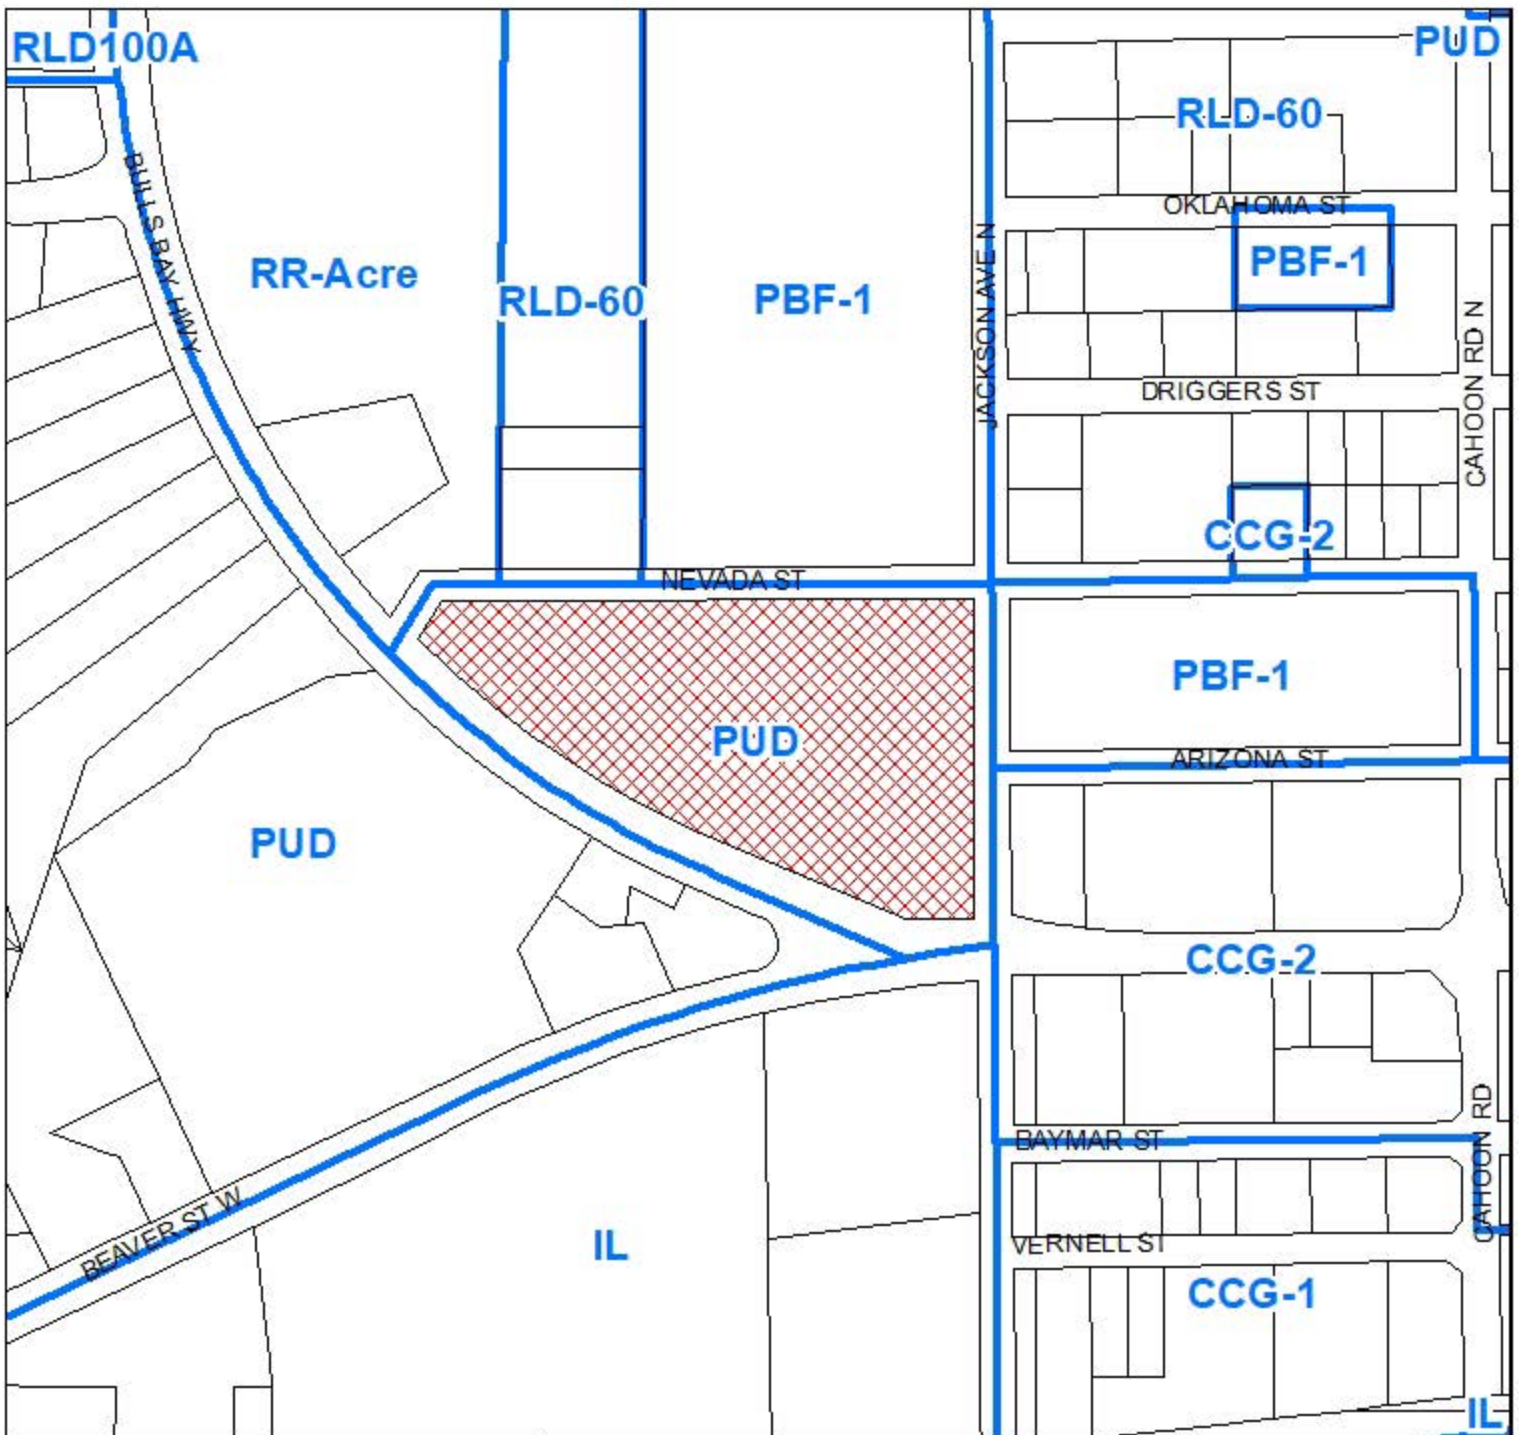 RLD100A
PUD
RLD-60
BULLS BAY HWY
OKLAHOMA ST
RR-Acre
RLD-60
PBF-1
JACKSON AVE N
PBF-1
CAHOON RD N
DRIGGERS ST
CCG-2
NEVADA ST
PBF-1
PUD
ARIZONA ST
PUD
CCG-2
BAYMAR ST
CAHOON RD
BEAVER ST W
IL
VERNELL ST
CCG-1
IL